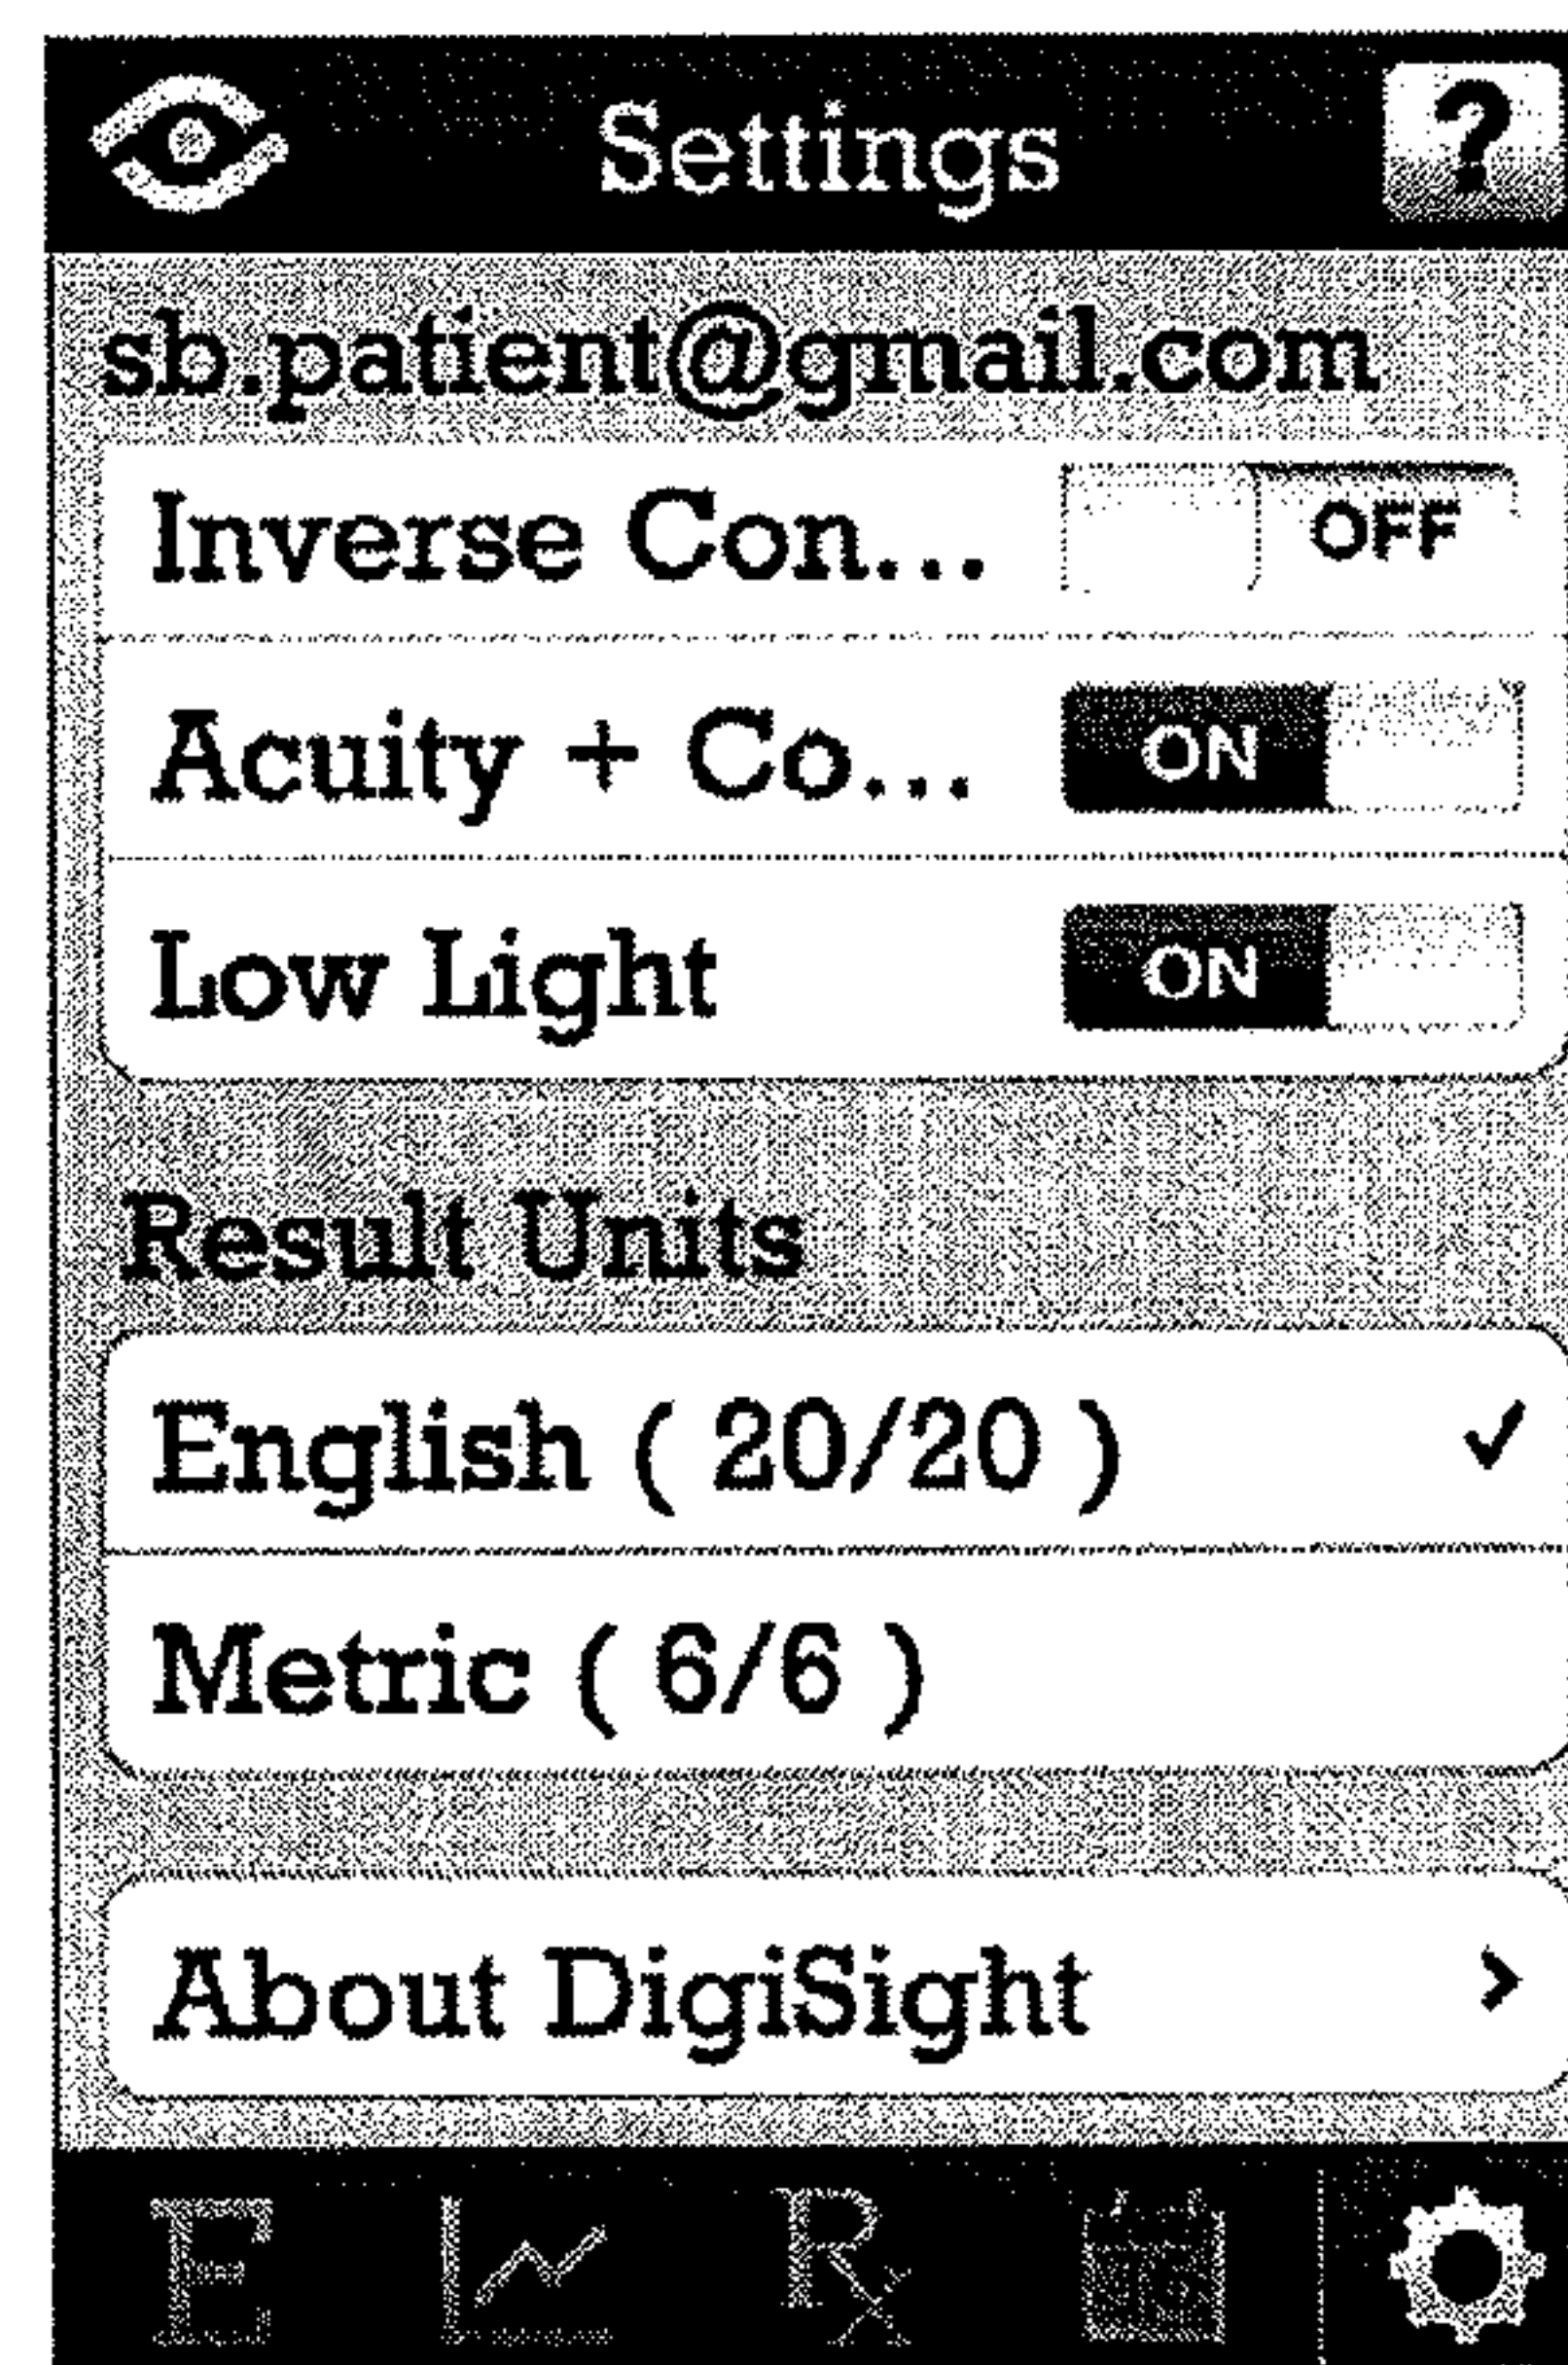 Settings ?
sb.patient@gmail.com
Inverse Con... OFF
Acuity + Co... ON
Low Light ON
Result Units
English ( 20/20 ) ✓
Metric ( 6/6 )
About DigiSight >
E Rx